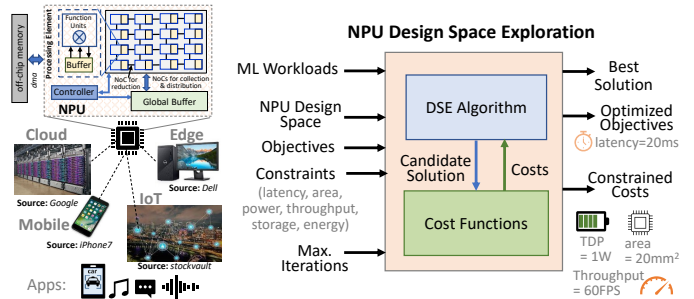 off-chip memory
dma
Processing Element
Function
Units
Buffer
NoC for
reduction
NoCs for collection
& distribution
Controller
Global Buffer
NPU
Cloud
Edge
Source: Google
Source: Dell
IoT
Mobile
Source: iPhone7
Source: stockvault
Apps:
car
NPU Design Space Exploration
ML Workloads
NPU Design
Space
Objectives
Constraints
(latency, area,
power, throughput,
storage, energy)
Max.
Iterations
DSE Algorithm
Candidate
Solution
Costs
Cost Functions
Best
Solution
Optimized
Objectives
latency=20ms
Constrained
Costs
TDP
= 1W
area
= 20mm²
Throughput
= 60FPS